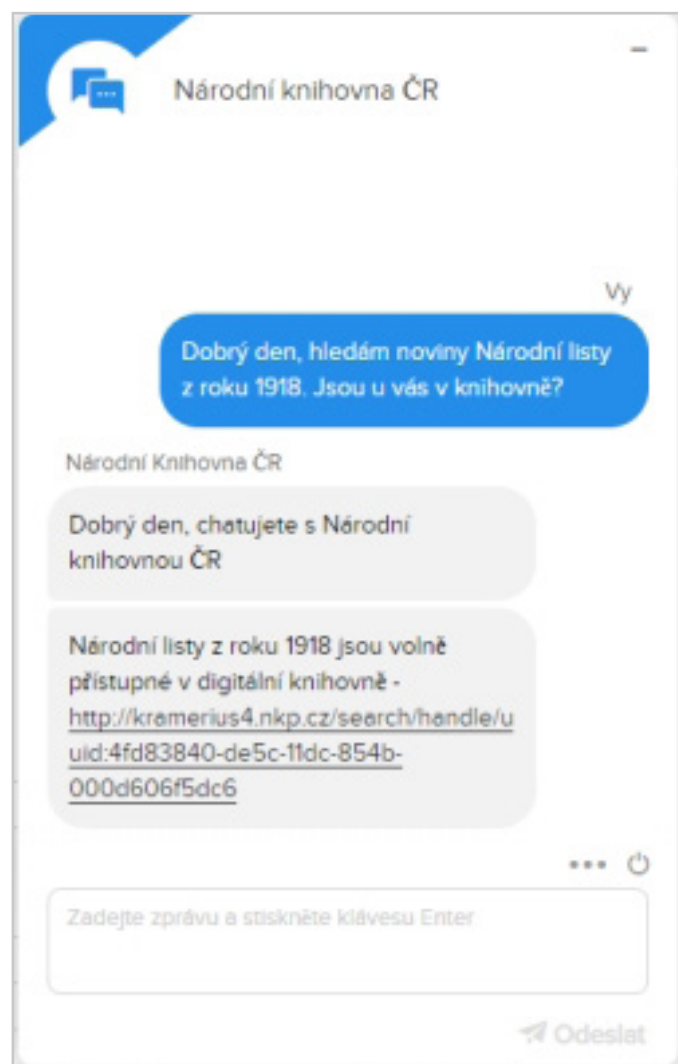 Národní knihovna ČR
Vy
Dobrý den, hledám noviny Národní listy
z roku 1918. Jsou u vás v knihovně?
Národní Knihovna ČR
Dobrý den, chatujete s Národní
knihovnou ČR
Národní listy z roku 1918 jsou volně
přístupné v digitální knihovně -
http://kramerius4.nkp.cz/search/handle/u
uid:4fd83840-de5c-11dc-854b-
000d606f5dc6
Zadejte zprávu a stiskněte klávesu Enter
Odeslat